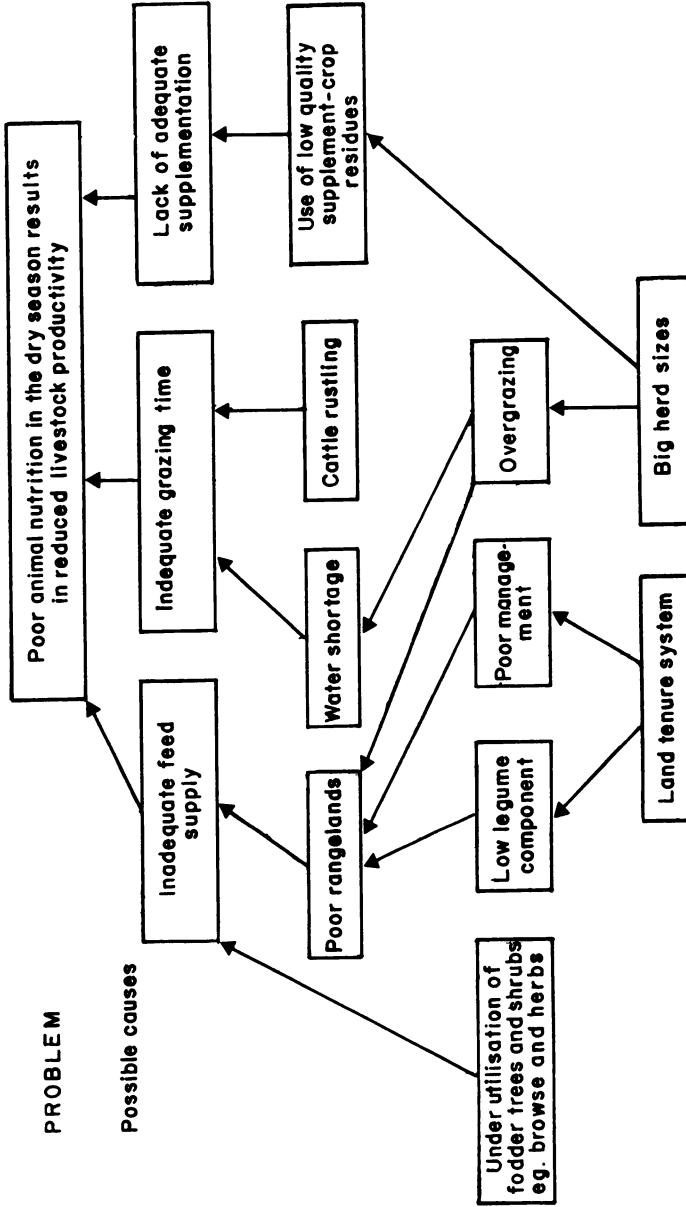 PROBLEM
Poor animal nutrition in the dry season results
in reduced livestock productivity
Possible causes
Inadequate feed
supply
Indequate grazing time
Lack of adequate
supplementation
Poor rangelands
Water shortage
Cattle rustling
Use of low quality
supplement-crop
residues
Under utilisation of
fodder trees and shrubs
eg. browse and herbs
Low legume
component
Poor manage-
ment
Overgrazing
Land tenure system
Big herd sizes